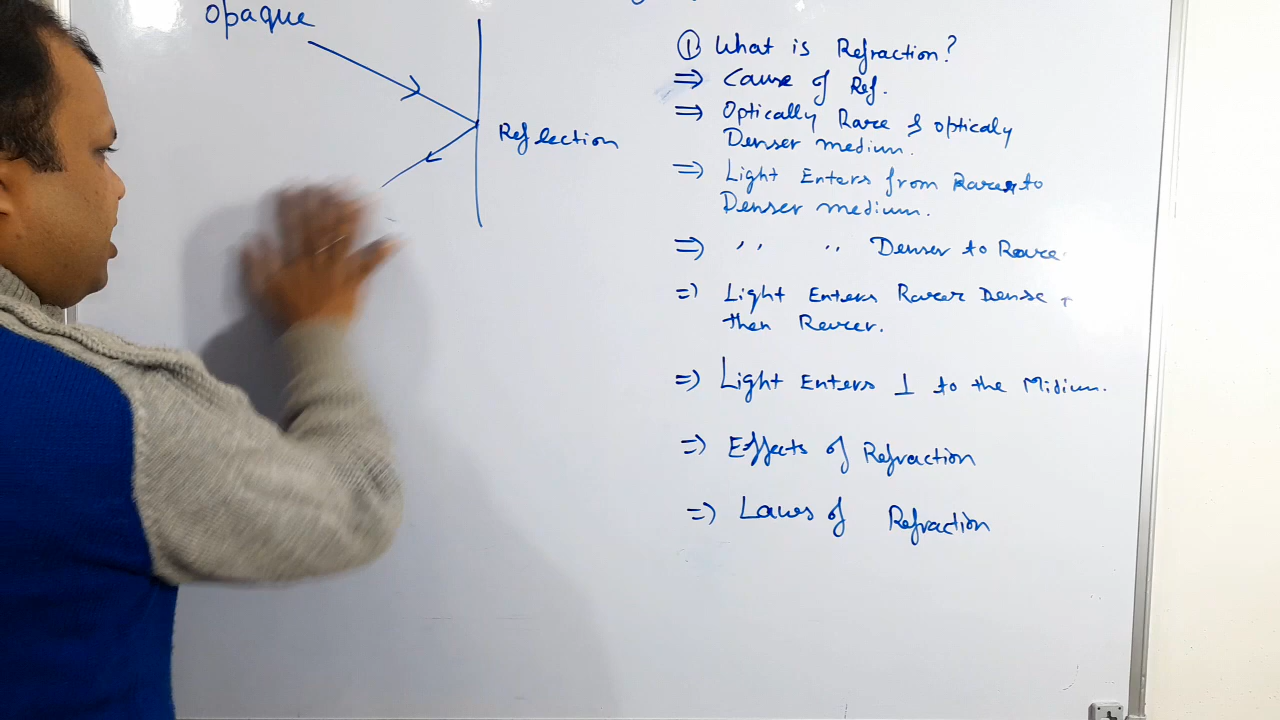 Opaque
Reflection
① What is Refraction?
⇒ Cause of Ref.
⇒ Optically Rare & opticaly
Denser medium.
⇒ Light Enters from Rarer to
Denser medium.
⇒ ,, ,, Denser to Rare.
⇒ Light Enters Rarer Dense +
then Rarer.
⇒ Light Enters ⊥ to the Midium.
⇒ Effects of Refraction
⇒ Laws of Refraction